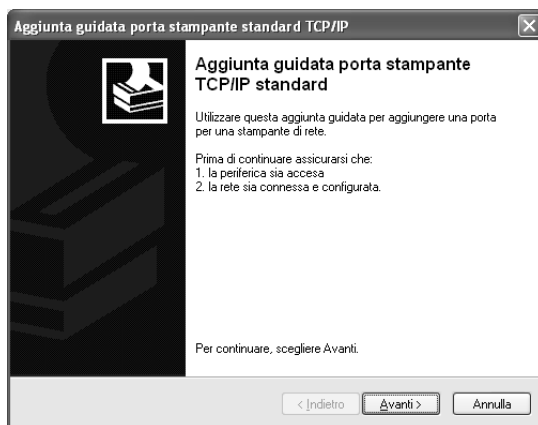 Aggiunta guidata porta stampante standard TCP/IP
Aggiunta guidata porta stampante
TCP/IP standard
Utilizzare questa aggiunta guidata per aggiungere una porta
per una stampante di rete.
Prima di continuare assicurarsi che:
1. la periferica sia accesa
2. la rete sia connessa e configurata.
Per continuare, scegliere Avanti.
< Indietro
Avanti >
Annulla